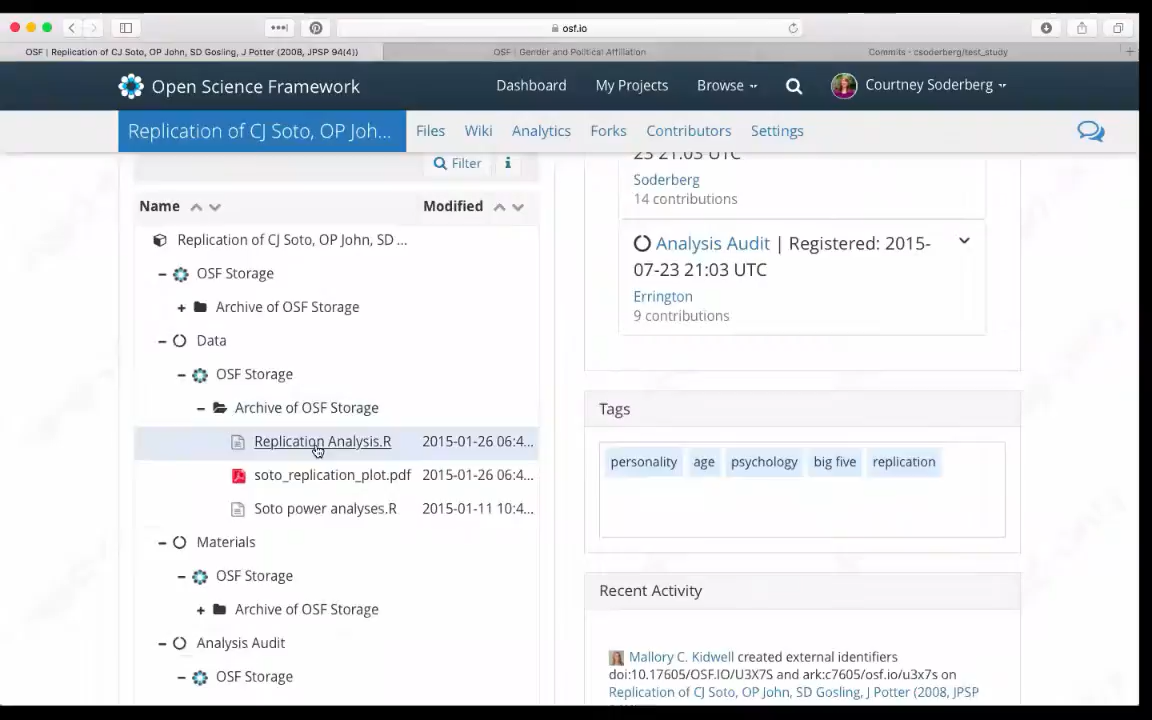 osf.io
OSF | Replication of CJ Soto, OP John, SD Gosling, J Potter (2008, JPSP 94(4))
OSF | Gender and Political Affiliation
Commits - csoderberg/test_study
Open Science Framework
Dashboard
My Projects
Browse
Courtney Soderberg
Replication of CJ Soto, OP Joh...
Files
Wiki
Analytics
Forks
Contributors
Settings
Filter
Name
Modified
Replication of CJ Soto, OP John, SD ...
OSF Storage
Archive of OSF Storage
Data
OSF Storage
Archive of OSF Storage
Replication Analysis.R 2015-01-26 06:4...
soto_replication_plot.pdf 2015-01-26 06:4...
Soto power analyses.R 2015-01-11 10:4...
Materials
OSF Storage
Archive of OSF Storage
Analysis Audit
OSF Storage
23 21:03 UTC
Soderberg
14 contributions
Analysis Audit | Registered: 2015-
07-23 21:03 UTC
Errington
9 contributions
Tags
personality age psychology big five replication
Recent Activity
Mallory C. Kidwell created external identifiers
doi:10.17605/OSF.IO/U3X7S and ark:c7605/osf.io/u3x7s on
Replication of CJ Soto, OP John, SD Gosling, J Potter (2008, JPSP